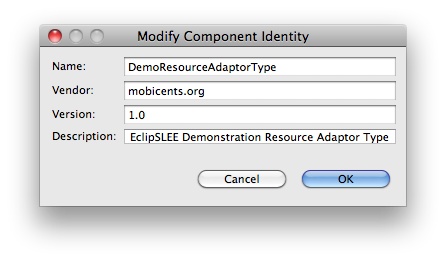 Modify Component Identity
Name: DemoResourceAdaptorType
Vendor: mobicents.org
Version: 1.0
Description: EclipSLEE Demonstration Resource Adaptor Type
Cancel OK